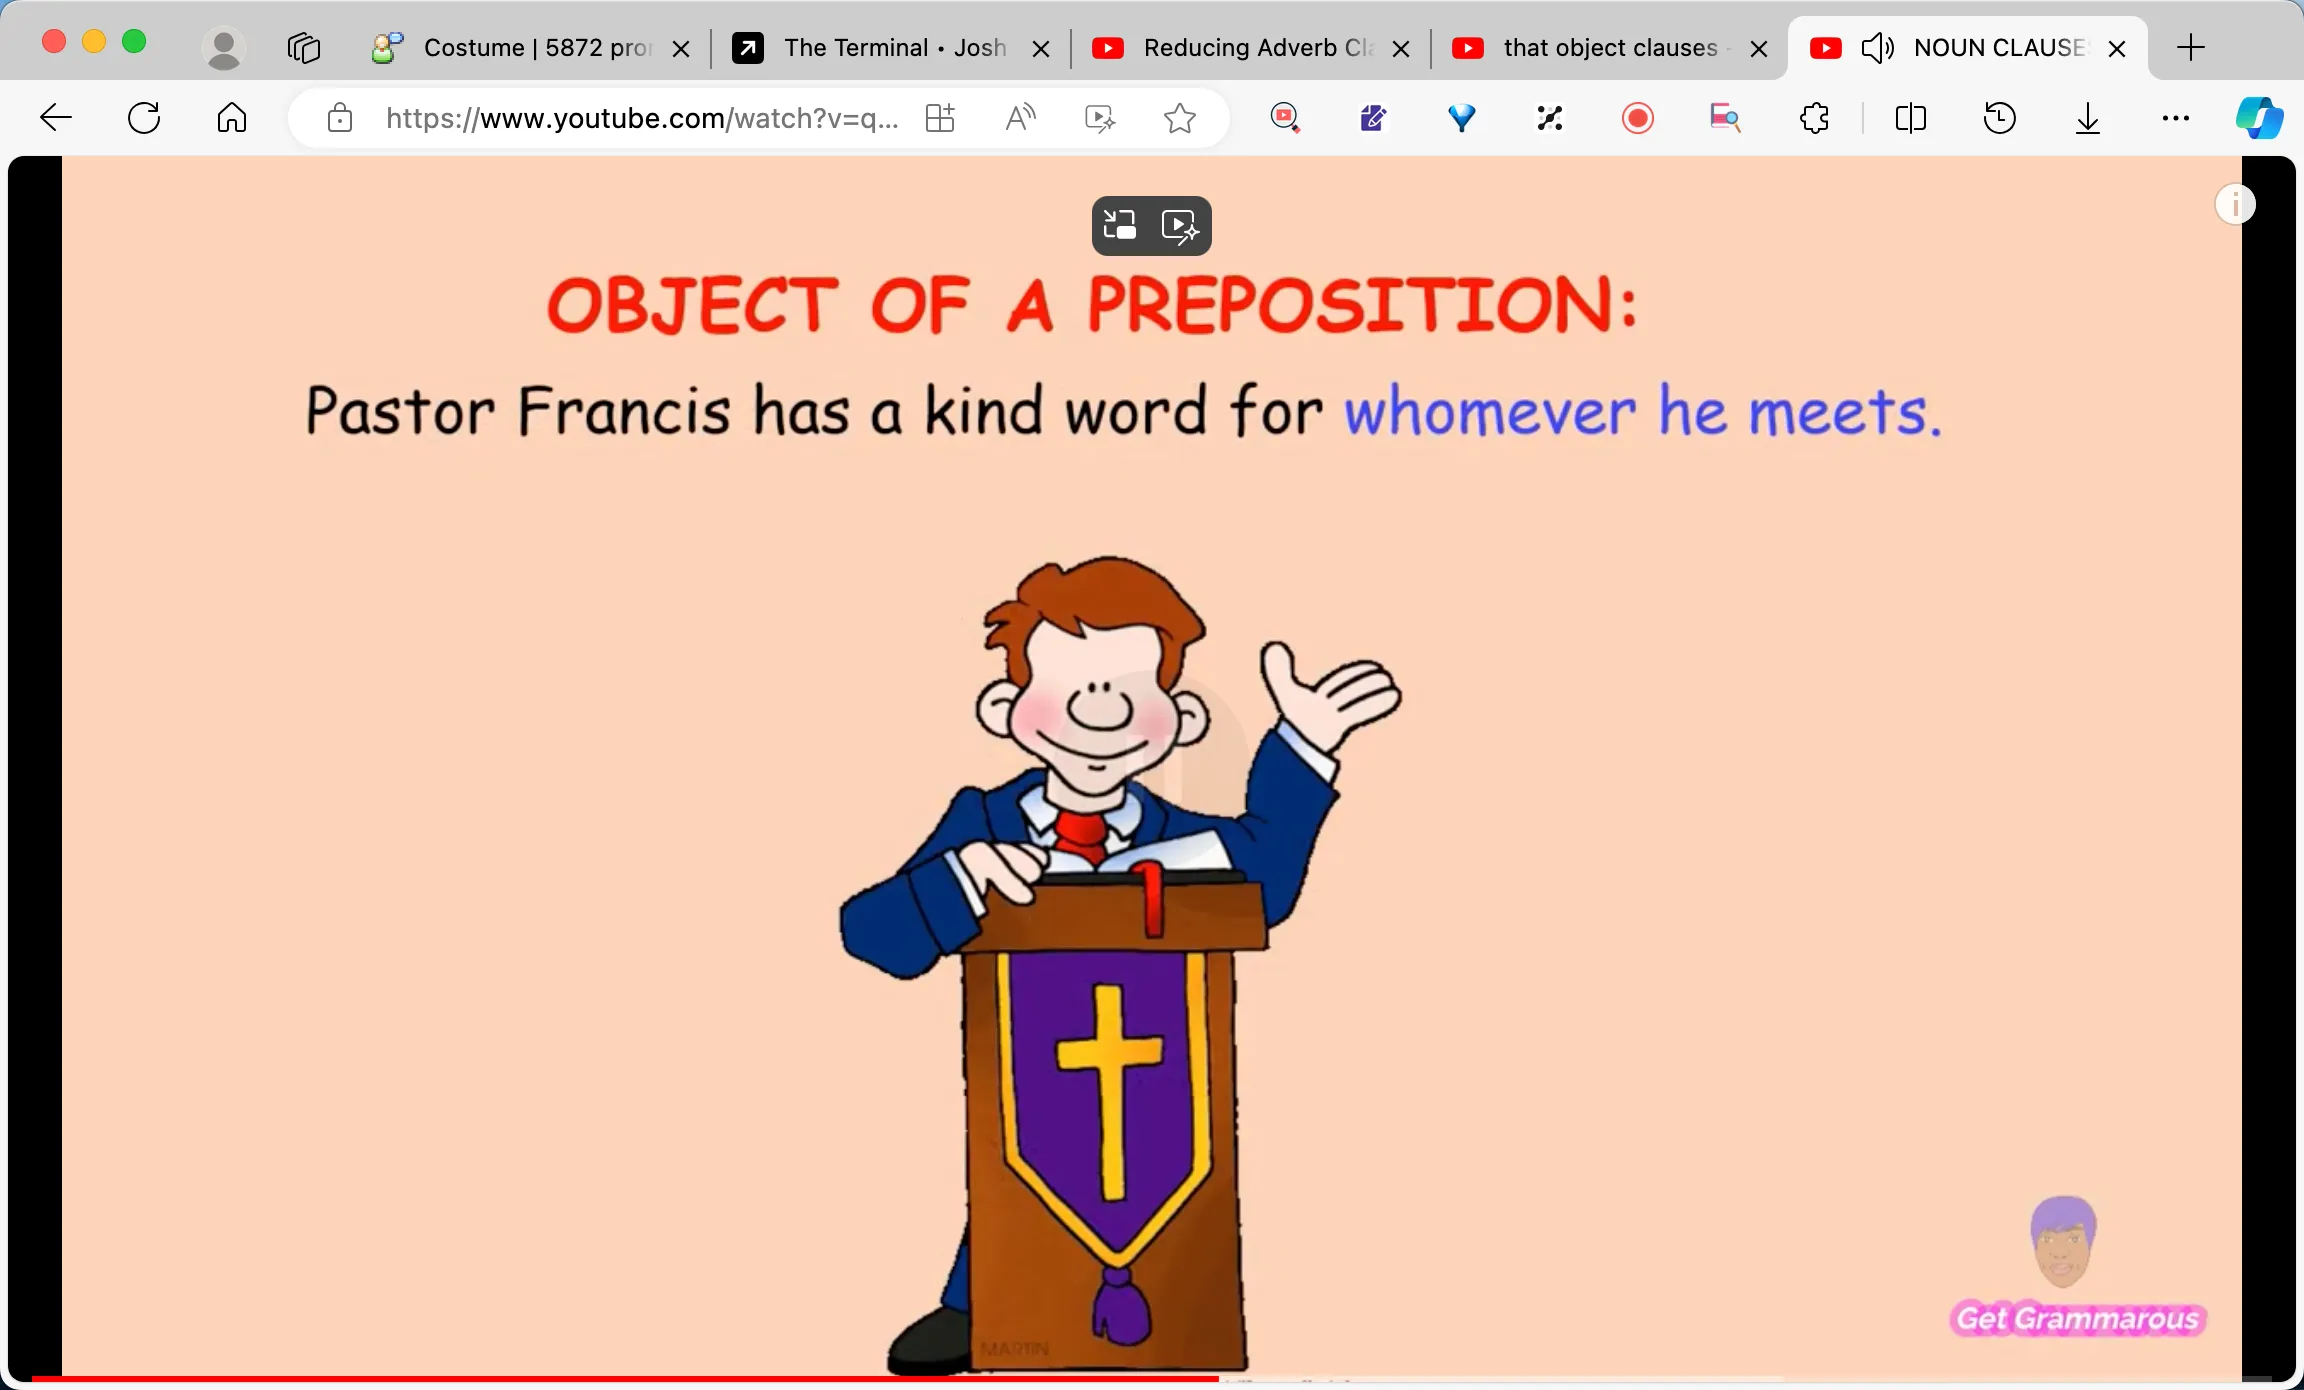 Costume | 5872 pro
The Terminal • Josh
Reducing Adverb Cla
that object clauses -
NOUN CLAUSE
https://www.youtube.com/watch?v=q...
OBJECT OF A PREPOSITION:
Pastor Francis has a kind word for whomever he meets.
MARTIN
Get Grammarous